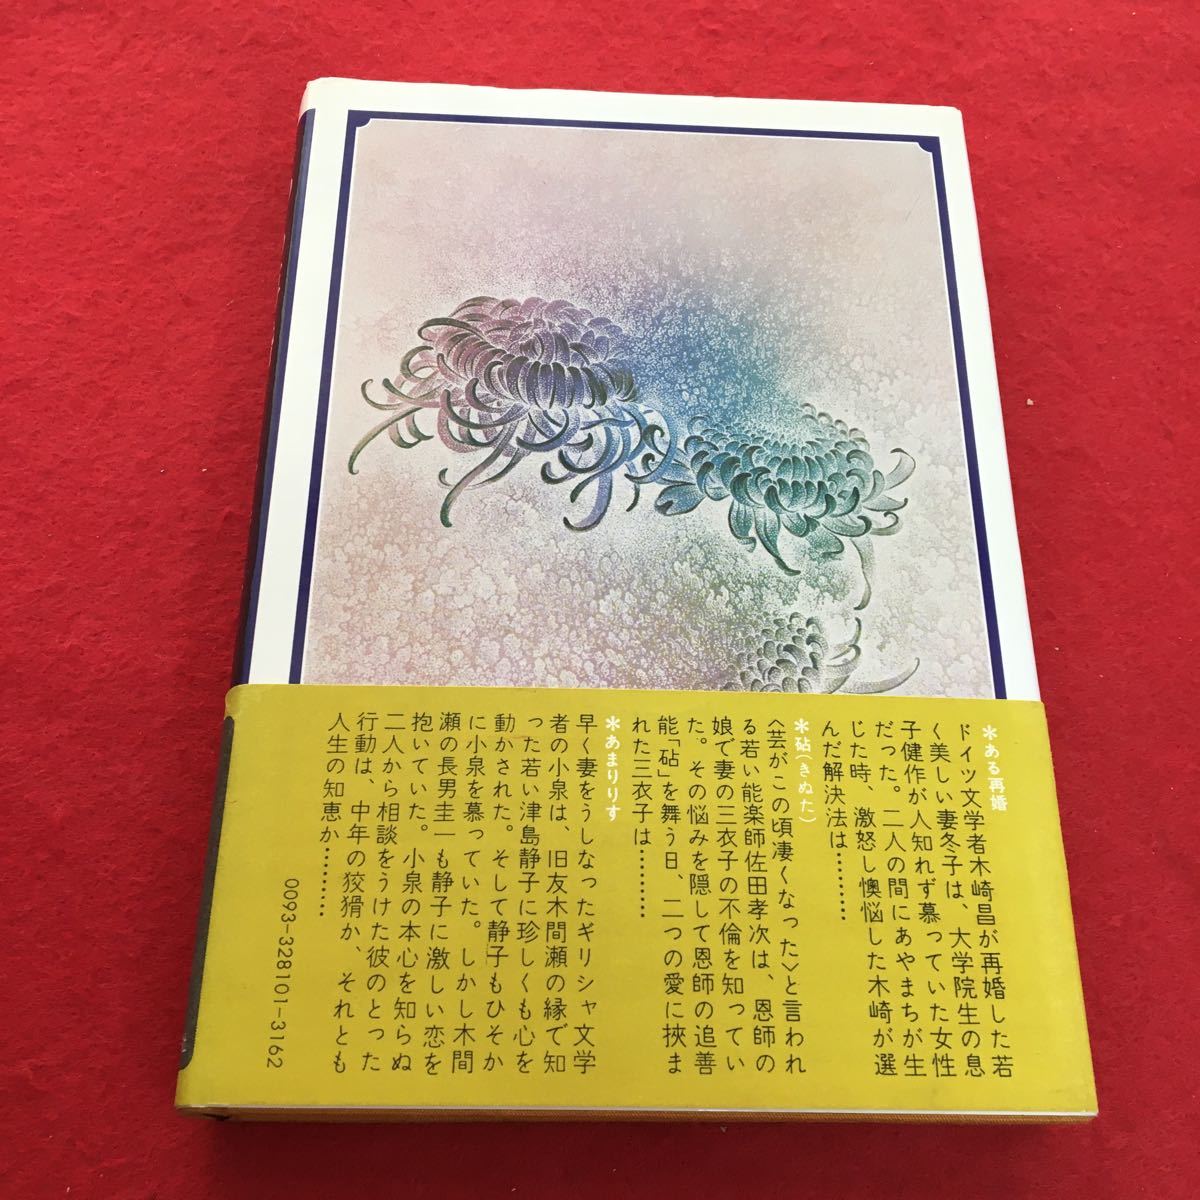 ＊ある再婚
ドイツ文学者木崎昌が再婚した若
く美しい妻冬子は、大学院生の息
子健作が人知れず慕っていた女性
だった。二人の間にあやまちが生
じた時、激怒し懊悩した木崎が選
んだ解決法は…………
＊砧（きぬた）
〈芸がこの頃凄くなった〉と言われ
る若い能楽師佐田孝次は、恩師の
娘で妻の三衣子の不倫を知ってい
た。その悩みを隠して恩師の追善
能「砧」を舞う日、二つの愛に挾ま
れた三衣子は…………
＊あまりりす
早く妻をうしなったギリシャ文学
者の小泉は、旧友木間瀬の縁で知
った若い津島静子に珍しくも心を
動かされた。そして静子もひそか
に小泉を慕っていた。しかし木間
瀬の長男圭一も静子に激しい恋を
抱いていた。小泉の本心を知らぬ
二人から相談をうけた彼のとった
行動は、中年の狡猾か、それとも
人生の知恵か…………
0093-328101-3162